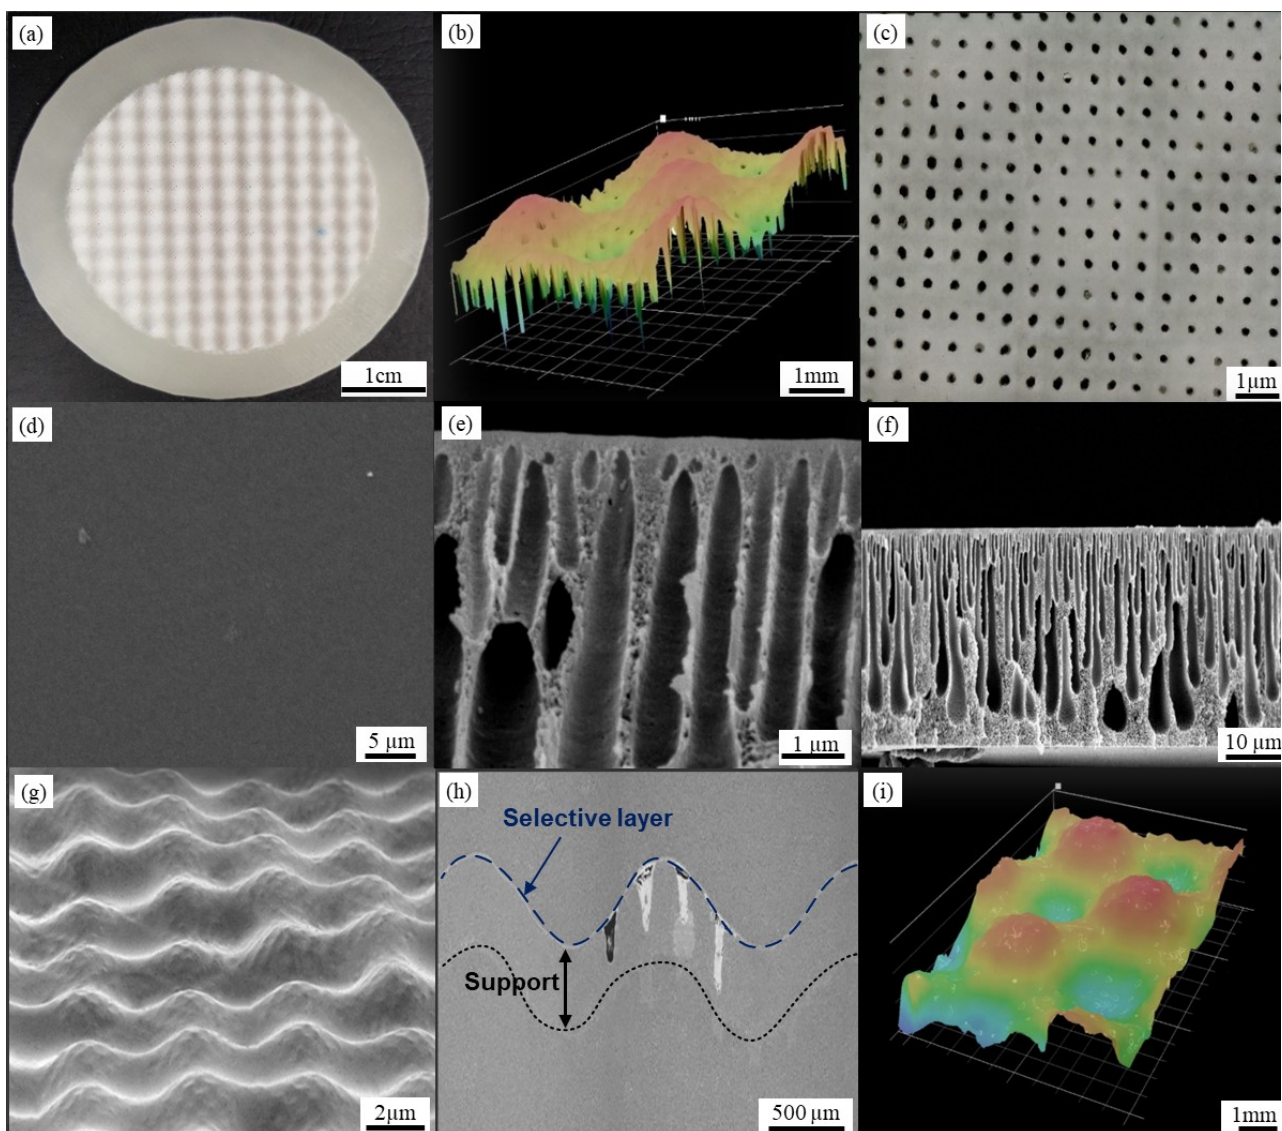 (a)
(b)
(c)
1cm
1mm
1µm
(d)
(e)
(f)
5 µm
1 µm
10 µm
(g)
(h)
(i)
Selective layer
Support
2µm
500 µm
1mm